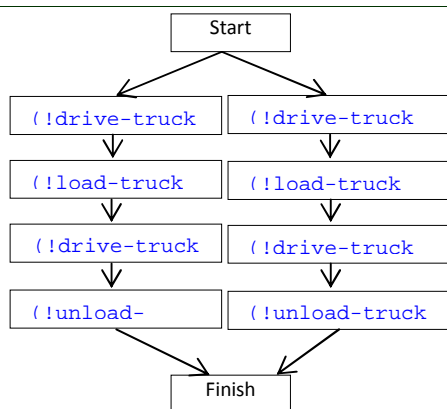 Start
(!drive-truck (!drive-truck
(!load-truck (!load-truck
(!drive-truck (!drive-truck
(!unload- (!unload-truck
Finish